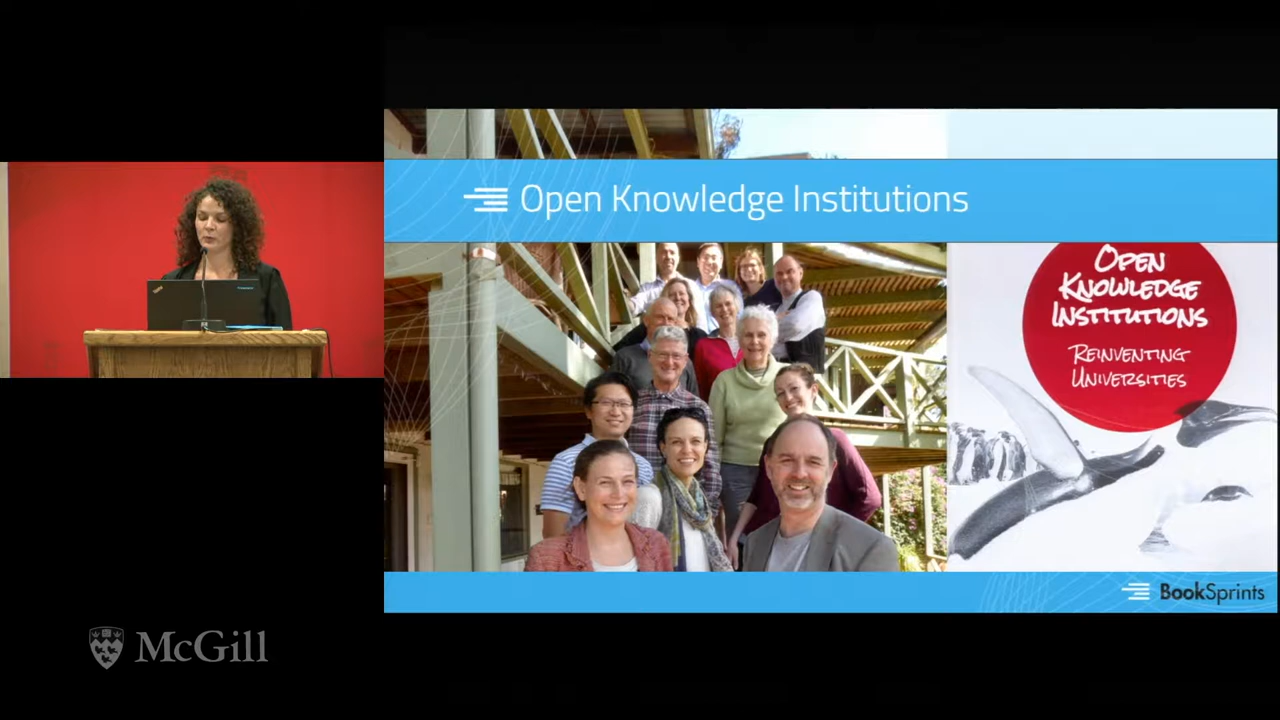 Open Knowledge Institutions
OPEN
KNOWLEDGE
INSTITUTIONS
REINVENTING
UNIVERSITIES
BookSprints
McGill